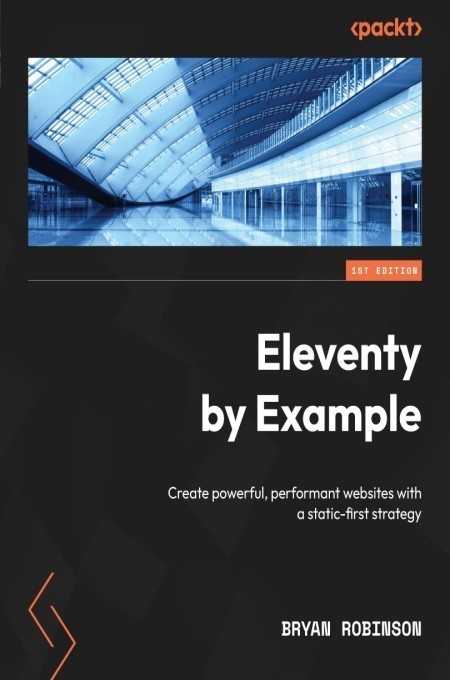 <packt>
1ST EDITION
Eleventy
by Example
Create powerful, performant websites with
a static-first strategy
BRYAN ROBINSON